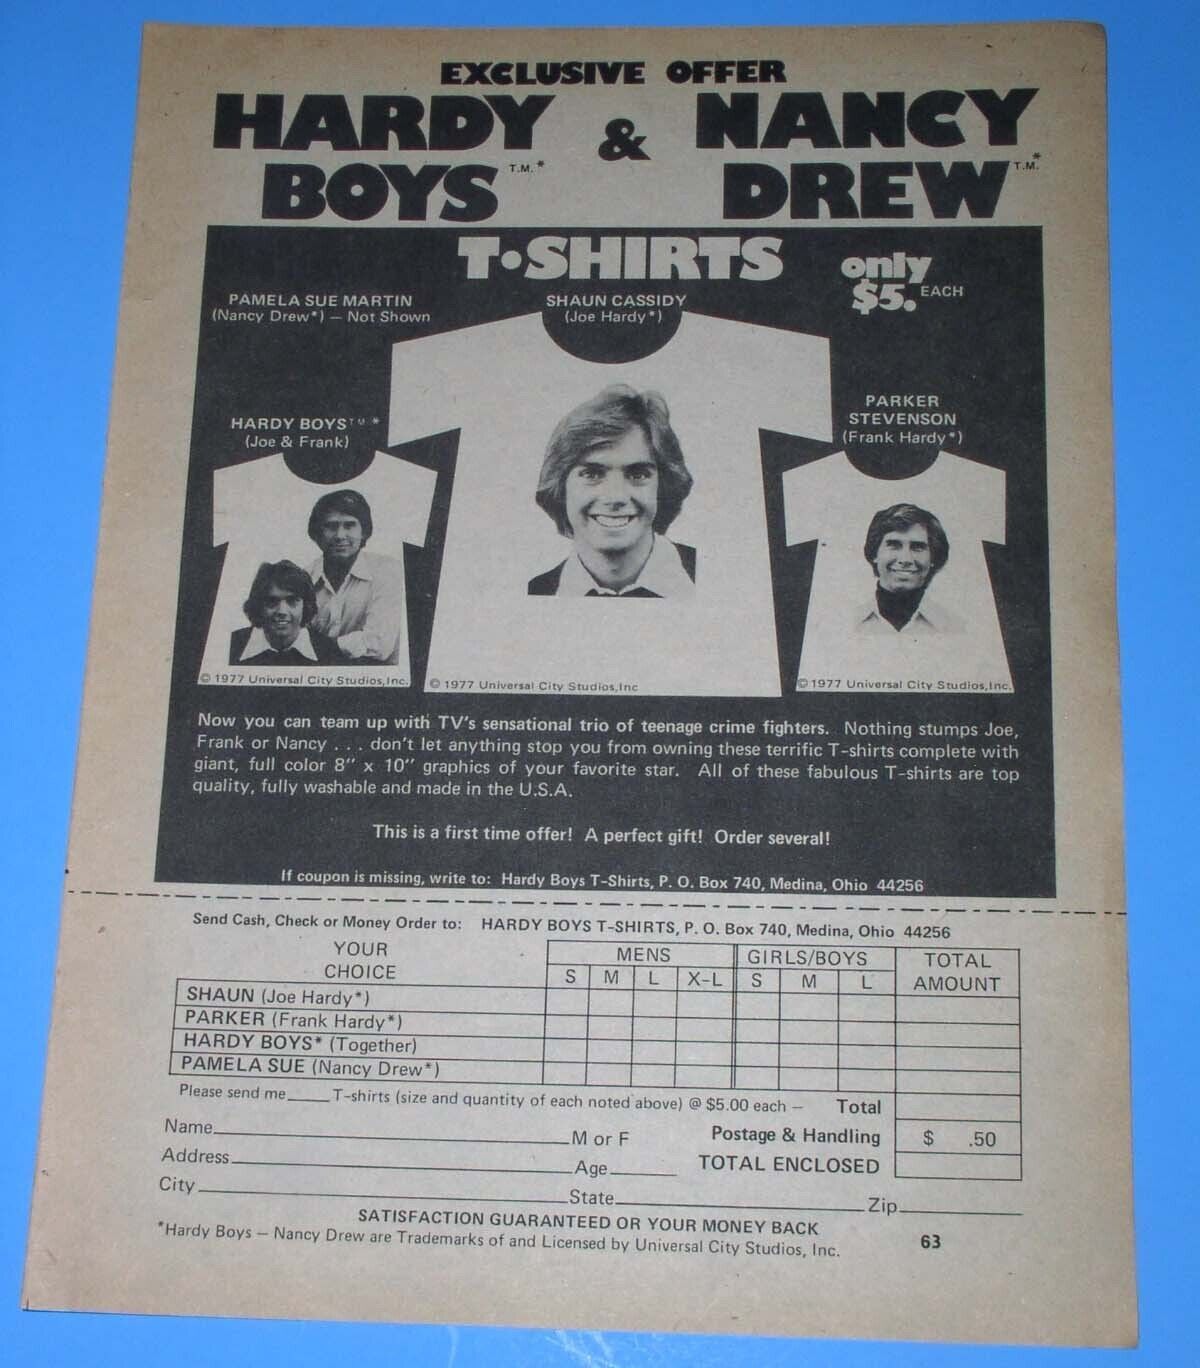 EXCLUSIVE OFFER
HARDY BOYS T.M.* & NANCY DREW T.M.*
T•SHIRTS
only $5. EACH
PAMELA SUE MARTIN
(Nancy Drew*) — Not Shown
SHAUN CASSIDY
(Joe Hardy*)
PARKER
STEVENSON
(Frank Hardy*)
HARDY BOYS TM *
(Joe & Frank)
© 1977 Universal City Studios,Inc.
© 1977 Universal City Studios,Inc
© 1977 Universal City Studios,Inc.
Now you can team up with TV's sensational trio of teenage crime fighters. Nothing stumps Joe,
Frank or Nancy . . . don't let anything stop you from owning these terrific T-shirts complete with
giant, full color 8" x 10" graphics of your favorite star. All of these fabulous T-shirts are top
quality, fully washable and made in the U.S.A.
This is a first time offer! A perfect gift! Order several!
If coupon is missing, write to: Hardy Boys T-Shirts, P. O. Box 740, Medina, Ohio 44256
Send Cash, Check or Money Order to: HARDY BOYS T-SHIRTS, P. O. Box 740, Medina, Ohio 44256
YOUR CHOICE MENS GIRLS/BOYS TOTAL AMOUNT
S M L X-L S M L
SHAUN (Joe Hardy*)
PARKER (Frank Hardy*)
HARDY BOYS* (Together)
PAMELA SUE (Nancy Drew*)
Please send me____ T-shirts (size and quantity of each noted above) @ $5.00 each — Total
Name____ M or F Postage & Handling $ .50
Address____ Age____ TOTAL ENCLOSED
City____ State____ Zip____
SATISFACTION GUARANTEED OR YOUR MONEY BACK
*Hardy Boys — Nancy Drew are Trademarks of and Licensed by Universal City Studios, Inc.
63